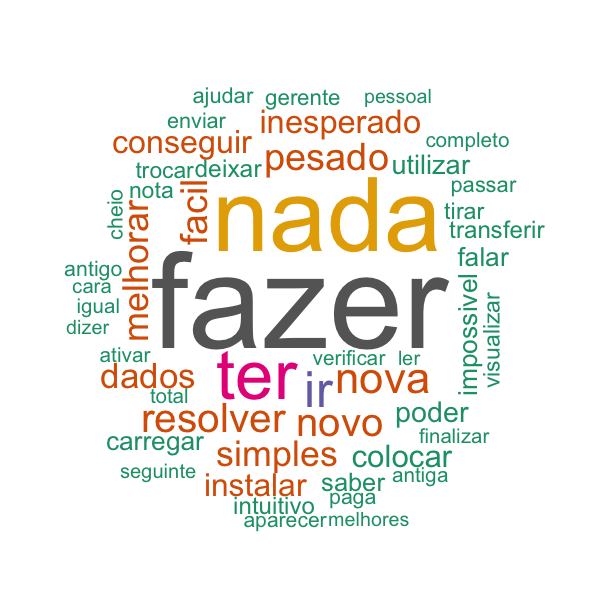 ajudar gerente pessoal
enviar inesperado
conseguir completo
trocar deixar pesado utilizar
nota facil passar
cheio nada tirar
melhorar transferir
antigo fazer falar
cara impossivel
igual visualizar
dizer
ativar verificar ler
dados ter ir nova
total
resolver novo poder
carregar finalizar
simples colocar
seguinte antiga
instalar saber
intuitivo paga
aparecer melhores